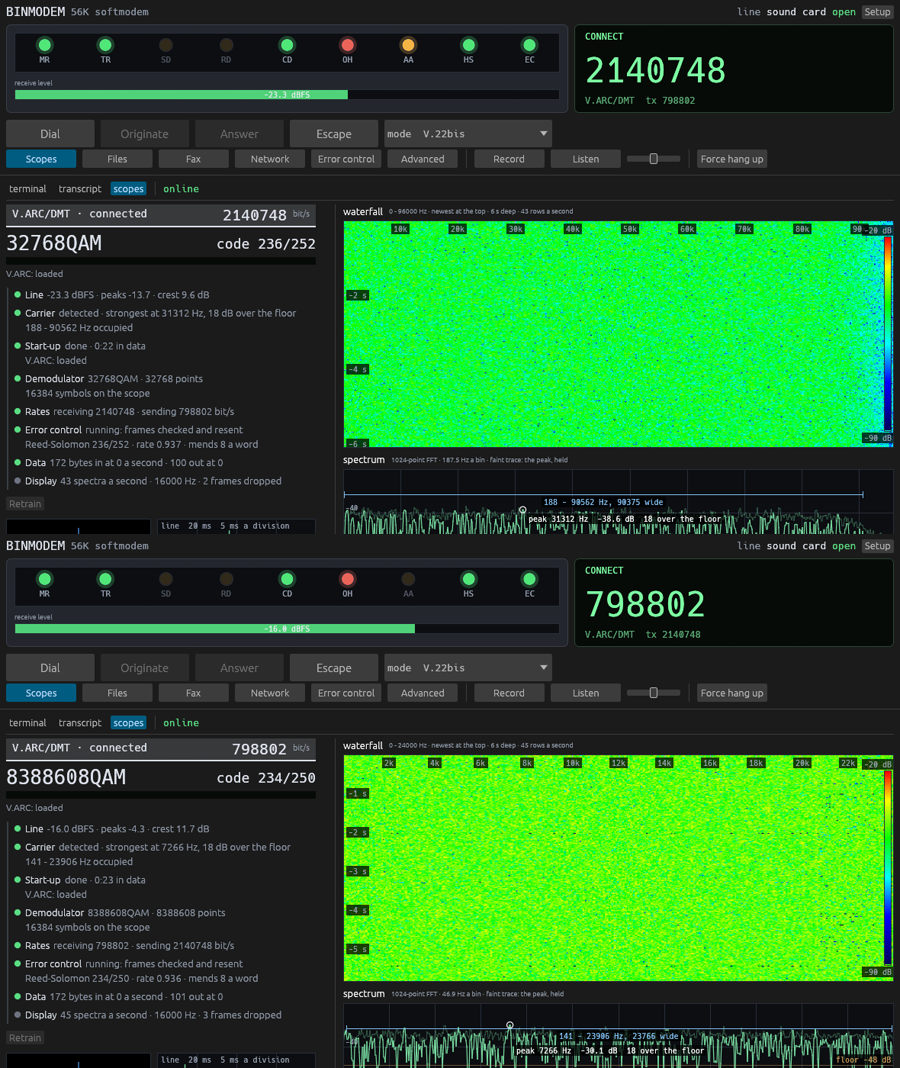 BINMODEM 56K softmodem
line sound card open Setup
MR TR SD RD CD OH AA HS EC
receive level
-23.3 dBFS
CONNECT
2140748
V.ARC/DMT tx 798802
Dial Originate Answer Escape mode V.22bis
Scopes Files Fax Network Error control Advanced Record Listen Force hang up
terminal transcript scopes online
V.ARC/DMT · connected 2140748 bit/s
32768QAM code 236/252
V.ARC: loaded
Line -23.3 dBFS · peaks -13.7 · crest 9.6 dB
Carrier detected · strongest at 31312 Hz, 18 dB over the floor
188 - 90562 Hz occupied
Start-up done · 0:22 in data
V.ARC: loaded
Demodulator 32768QAM · 32768 points
16384 symbols on the scope
Rates receiving 2140748 · sending 798802 bit/s
Error control running: frames checked and resent
Reed-Solomon 236/252 · rate 0.937 · mends 8 a word
Data 172 bytes in at 0 a second · 100 out at 0
Display 43 spectra a second · 16000 Hz · 2 frames dropped
Retrain
line 20 ms 5 ms a division
waterfall 0 - 96000 Hz · newest at the top · 6 s deep · 43 rows a second
10k 20k 30k 40k 50k 60k 70k 80k 90 -20 dB
-2 s
-4 s
-6 s
-90 dB
spectrum 1024-point FFT · 187.5 Hz a bin · faint trace: the peak, held
188 - 90562 Hz, 90375 wide
-40
peak 31312 Hz -38.6 dB 18 over the floor
BINMODEM 56K softmodem
line sound card open Setup
MR TR SD RD CD OH AA HS EC
receive level
-16.0 dBFS
CONNECT
798802
V.ARC/DMT tx 2140748
Dial Originate Answer Escape mode V.22bis
Scopes Files Fax Network Error control Advanced Record Listen Force hang up
terminal transcript scopes online
V.ARC/DMT · connected 798802 bit/s
8388608QAM code 234/250
V.ARC: loaded
Line -16.0 dBFS · peaks -4.3 · crest 11.7 dB
Carrier detected · strongest at 7266 Hz, 18 dB over the floor
141 - 23906 Hz occupied
Start-up done · 0:23 in data
V.ARC: loaded
Demodulator 8388608QAM · 8388608 points
16384 symbols on the scope
Rates receiving 798802 · sending 2140748 bit/s
Error control running: frames checked and resent
Reed-Solomon 234/250 · rate 0.936 · mends 8 a word
Data 172 bytes in at 0 a second · 101 out at 0
Display 45 spectra a second · 16000 Hz · 3 frames dropped
Retrain
line 20 ms 5 ms a division
waterfall 0 - 24000 Hz · newest at the top · 6 s deep · 45 rows a second
2k 4k 6k 8k 10k 12k 14k 16k 18k 20k 22k -20 dB
-1 s
-2 s
-3 s
-4 s
-5 s
-90 dB
spectrum 1024-point FFT · 46.9 Hz a bin · faint trace: the peak, held
141 - 23906 Hz, 23766 wide
peak 7266 Hz -30.1 dB 18 over the floor
floor -48 dB